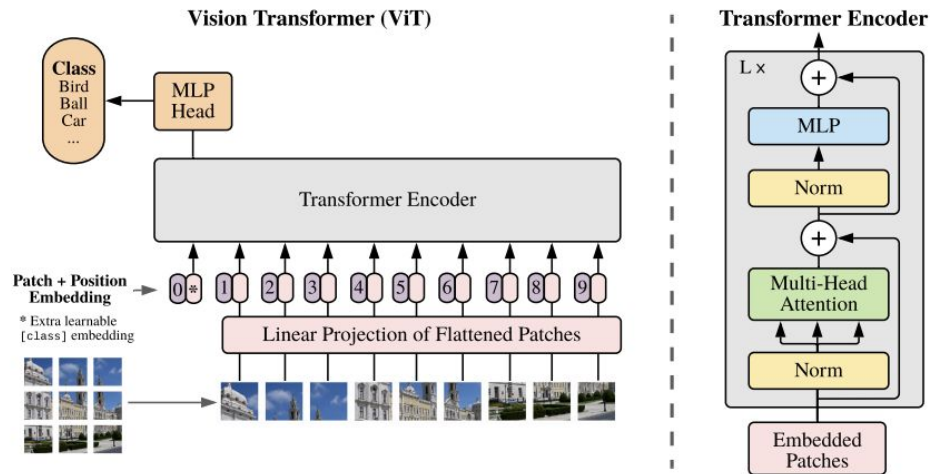 Vision Transformer (ViT)
Class
Bird
Ball
Car
...
MLP
Head
Transformer Encoder
Patch + Position
Embedding
0 * 1 2 3 4 5 6 7 8 9
* Extra learnable
[class] embedding
Linear Projection of Flattened Patches
Transformer Encoder
L ×
+
MLP
Norm
+
Multi-Head
Attention
Norm
Embedded
Patches